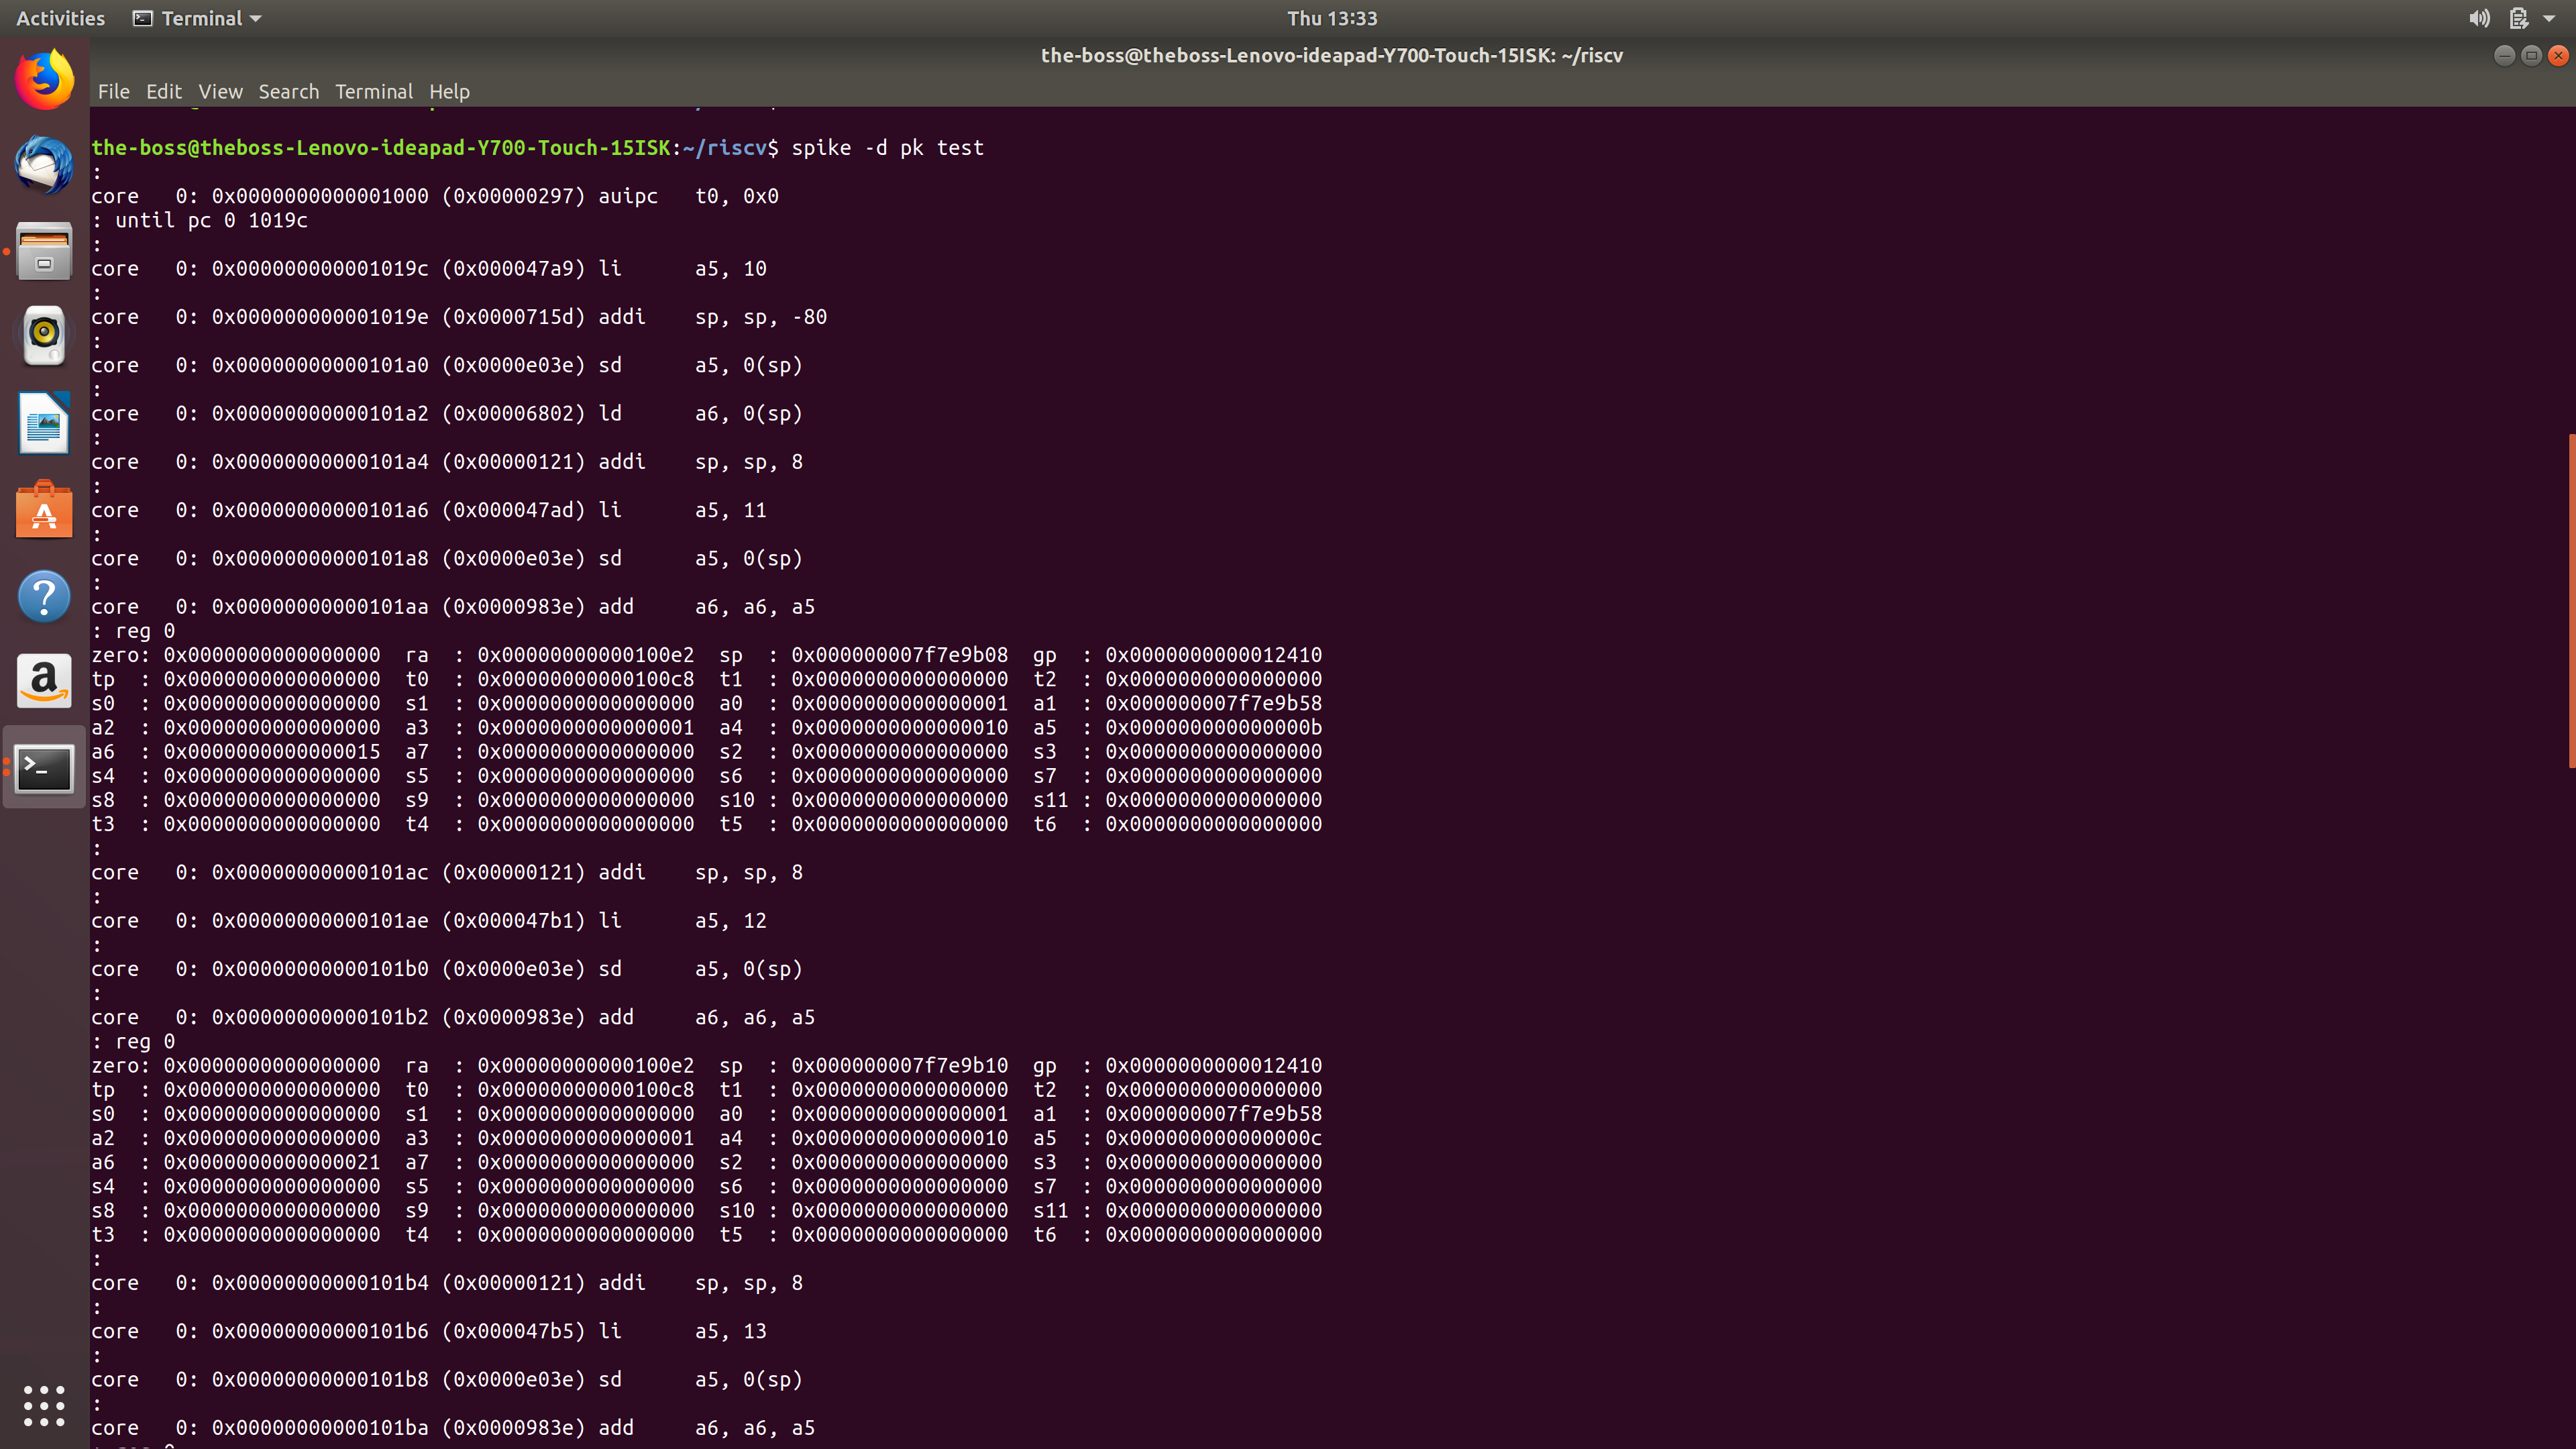 Activities Terminal Thu 13:33
the-boss@theboss-Lenovo-ideapad-Y700-Touch-15ISK: ~/riscv
File Edit View Search Terminal Help
the-boss@theboss-Lenovo-ideapad-Y700-Touch-15ISK:~/riscv$ spike -d pk test
:
core   0: 0x0000000000001000 (0x00000297) auipc   t0, 0x0
: until pc 0 1019c
:
core   0: 0x000000000001019c (0x000047a9) li      a5, 10
:
core   0: 0x000000000001019e (0x0000715d) addi    sp, sp, -80
:
core   0: 0x00000000000101a0 (0x0000e03e) sd      a5, 0(sp)
:
core   0: 0x00000000000101a2 (0x00006802) ld      a6, 0(sp)
:
core   0: 0x00000000000101a4 (0x00000121) addi    sp, sp, 8
:
core   0: 0x00000000000101a6 (0x000047ad) li      a5, 11
:
core   0: 0x00000000000101a8 (0x0000e03e) sd      a5, 0(sp)
:
core   0: 0x00000000000101aa (0x0000983e) add     a6, a6, a5
: reg 0
zero: 0x0000000000000000  ra  : 0x00000000000100e2  sp  : 0x000000007f7e9b08  gp  : 0x0000000000012410
tp  : 0x0000000000000000  t0  : 0x00000000000100c8  t1  : 0x0000000000000000  t2  : 0x0000000000000000
s0  : 0x0000000000000000  s1  : 0x0000000000000000  a0  : 0x0000000000000001  a1  : 0x000000007f7e9b58
a2  : 0x0000000000000000  a3  : 0x0000000000000001  a4  : 0x0000000000000010  a5  : 0x000000000000000b
a6  : 0x0000000000000015  a7  : 0x0000000000000000  s2  : 0x0000000000000000  s3  : 0x0000000000000000
s4  : 0x0000000000000000  s5  : 0x0000000000000000  s6  : 0x0000000000000000  s7  : 0x0000000000000000
s8  : 0x0000000000000000  s9  : 0x0000000000000000  s10 : 0x0000000000000000  s11 : 0x0000000000000000
t3  : 0x0000000000000000  t4  : 0x0000000000000000  t5  : 0x0000000000000000  t6  : 0x0000000000000000
:
core   0: 0x00000000000101ac (0x00000121) addi    sp, sp, 8
:
core   0: 0x00000000000101ae (0x000047b1) li      a5, 12
:
core   0: 0x00000000000101b0 (0x0000e03e) sd      a5, 0(sp)
:
core   0: 0x00000000000101b2 (0x0000983e) add     a6, a6, a5
: reg 0
zero: 0x0000000000000000  ra  : 0x00000000000100e2  sp  : 0x000000007f7e9b10  gp  : 0x0000000000012410
tp  : 0x0000000000000000  t0  : 0x00000000000100c8  t1  : 0x0000000000000000  t2  : 0x0000000000000000
s0  : 0x0000000000000000  s1  : 0x0000000000000000  a0  : 0x0000000000000001  a1  : 0x000000007f7e9b58
a2  : 0x0000000000000000  a3  : 0x0000000000000001  a4  : 0x0000000000000010  a5  : 0x000000000000000c
a6  : 0x0000000000000021  a7  : 0x0000000000000000  s2  : 0x0000000000000000  s3  : 0x0000000000000000
s4  : 0x0000000000000000  s5  : 0x0000000000000000  s6  : 0x0000000000000000  s7  : 0x0000000000000000
s8  : 0x0000000000000000  s9  : 0x0000000000000000  s10 : 0x0000000000000000  s11 : 0x0000000000000000
t3  : 0x0000000000000000  t4  : 0x0000000000000000  t5  : 0x0000000000000000  t6  : 0x0000000000000000
:
core   0: 0x00000000000101b4 (0x00000121) addi    sp, sp, 8
:
core   0: 0x00000000000101b6 (0x000047b5) li      a5, 13
:
core   0: 0x00000000000101b8 (0x0000e03e) sd      a5, 0(sp)
:
core   0: 0x00000000000101ba (0x0000983e) add     a6, a6, a5